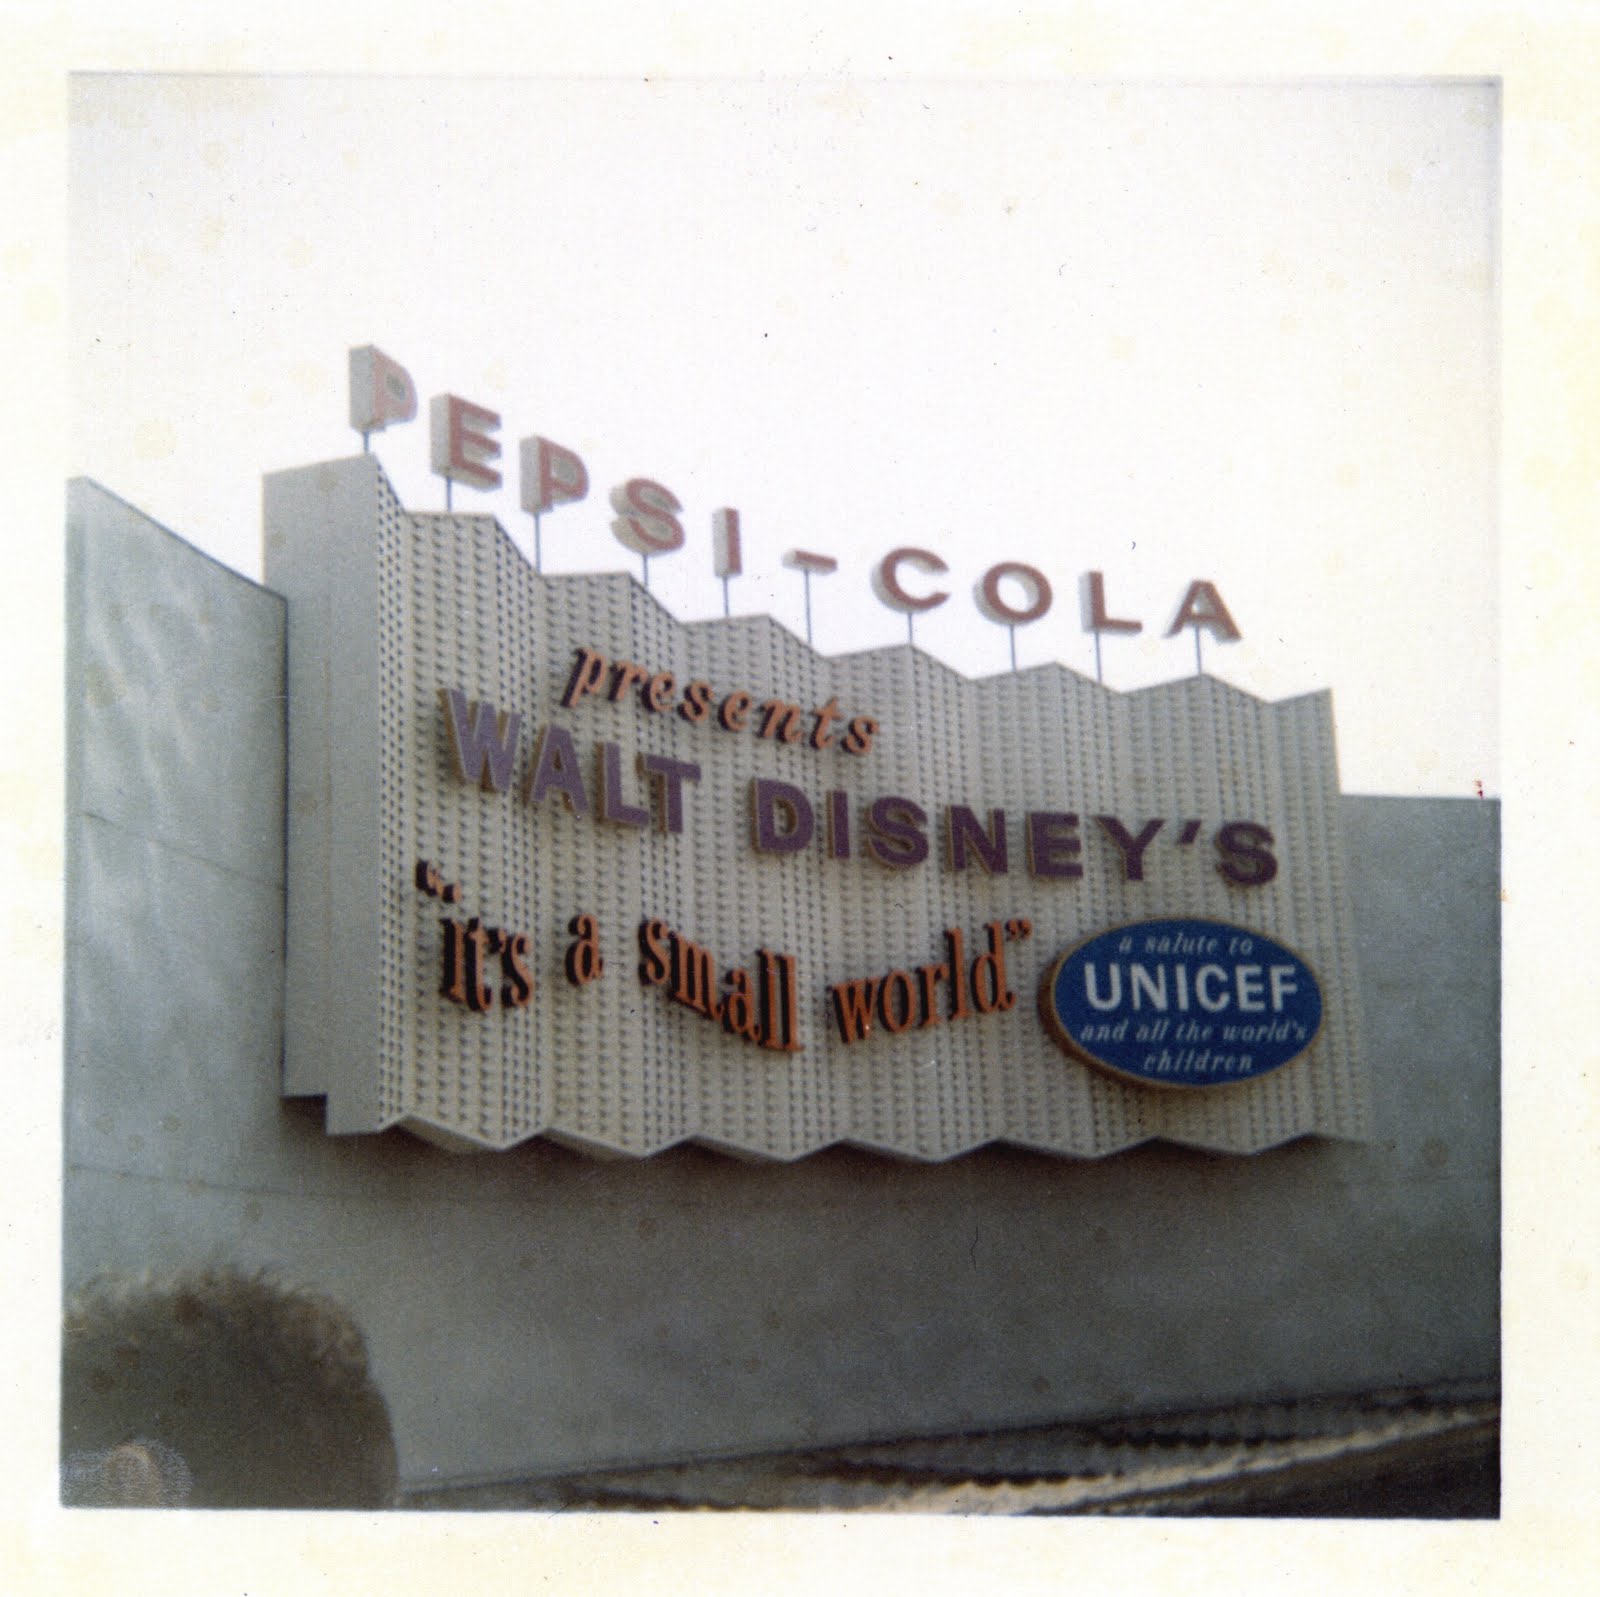 PEPSI-COLA
presents
WALT DISNEY'S
"it's a small world"
a salute to
UNICEF
and all the world's
children